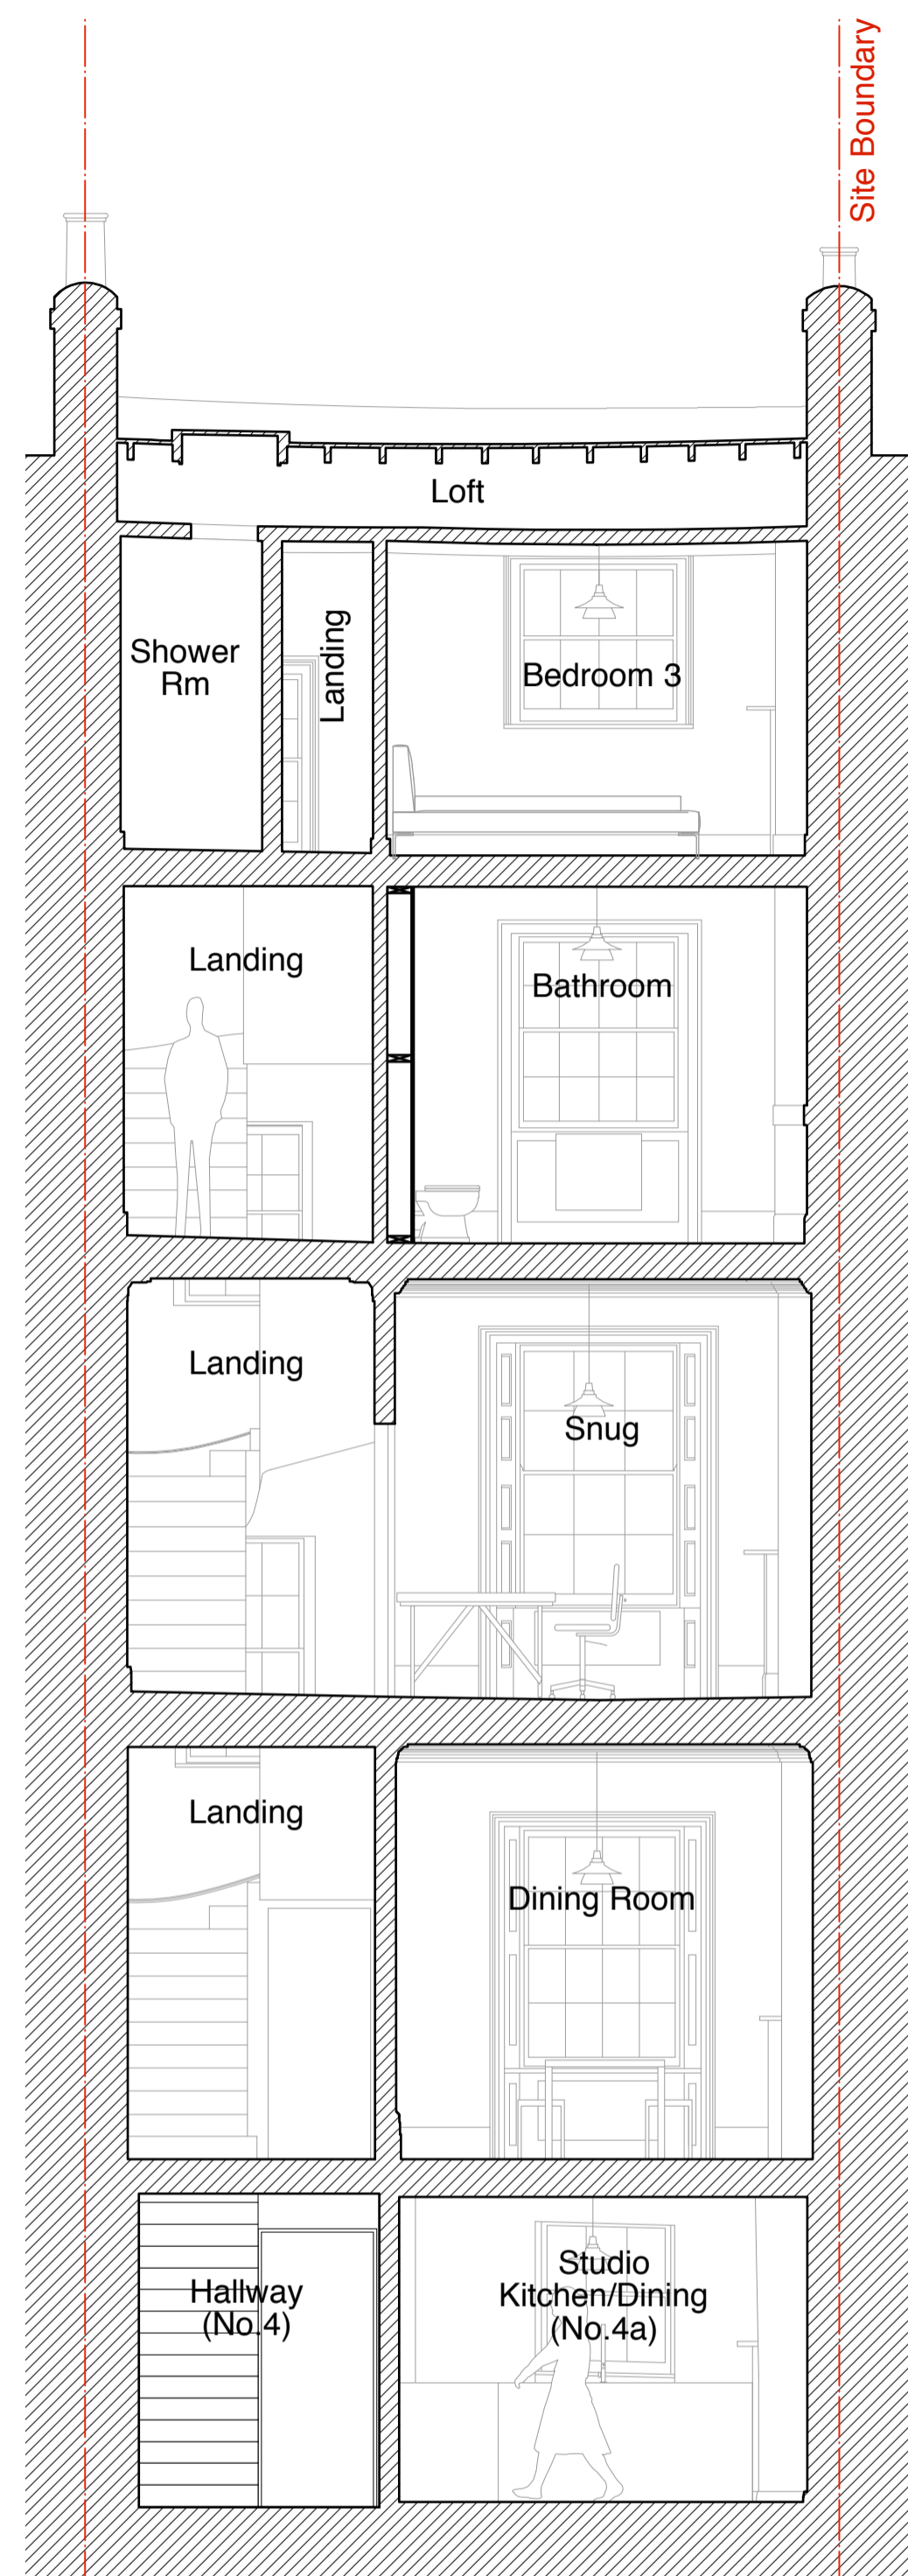 Site Boundary
Loft
Shower
Rm
Landing
Bedroom 3
Landing
Bathroom
Landing
Snug
Landing
Dining Room
Hallway
(No.4)
Studio
Kitchen/Dining
(No.4a)